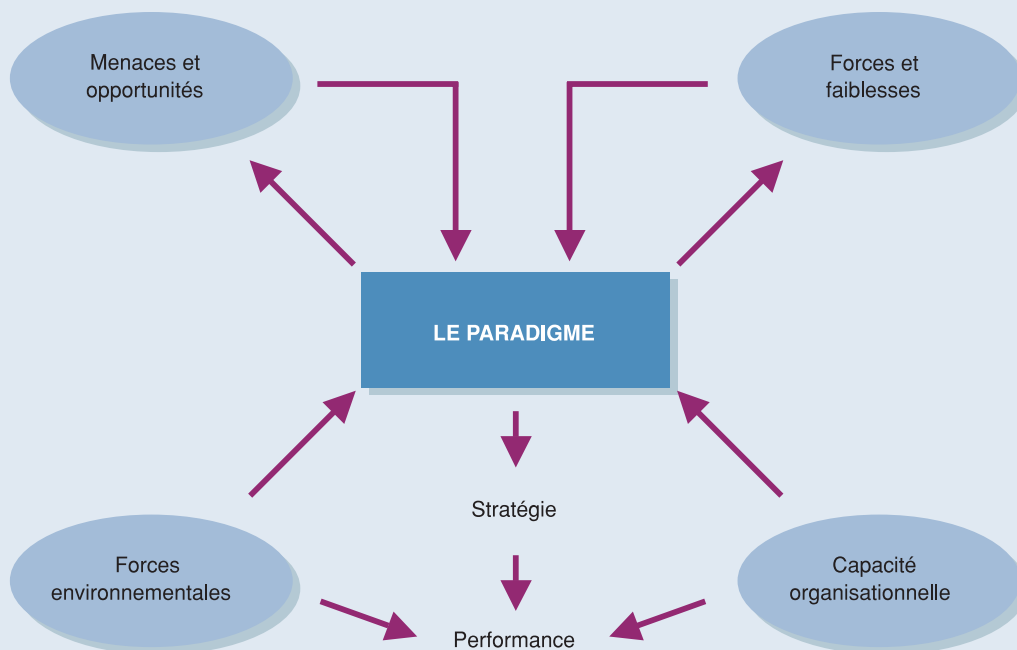 Menaces et
opportunités
Forces et
faiblesses
LE PARADIGME
Stratégie
Forces
environnementales
Capacité
organisationnelle
Performance